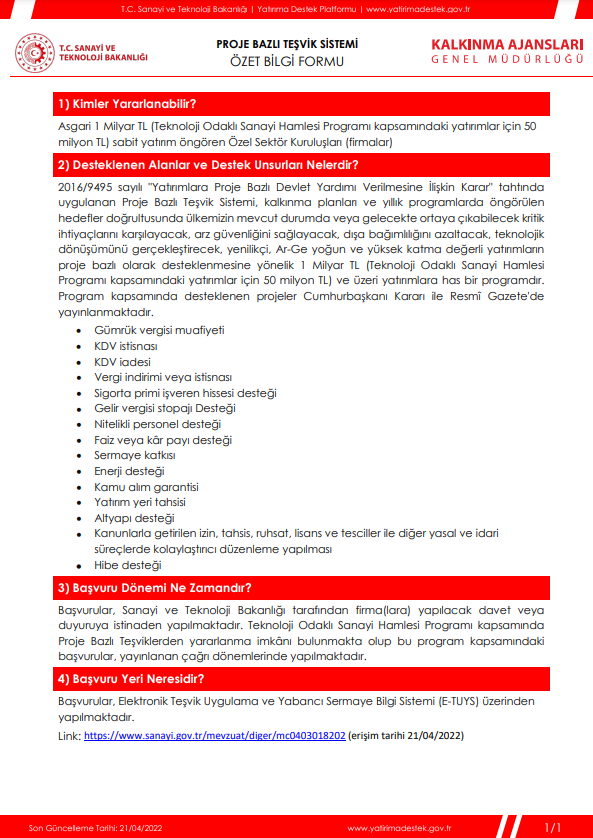 T.C. Sanayi ve Teknoloji Bakanlığı | Yatırıma Destek Platformu | www.yatirimadestek.gov.tr
T.C. SANAYİ VE
TEKNOLOJİ BAKANLIĞI
PROJE BAZLI TEŞVİK SİSTEMİ
ÖZET BİLGİ FORMU
KALKINMA AJANSLARI
GENEL MÜDÜRLÜĞÜ
1) Kimler Yararlanabilir?
Asgari 1 Milyar TL (Teknoloji Odaklı Sanayi Hamlesi Programı kapsamındaki yatırımlar için 50
milyon TL) sabit yatırım öngören Özel Sektör Kuruluşları (firmalar)
2) Desteklenen Alanlar ve Destek Unsurları Nelerdir?
2016/9495 sayılı "Yatırımlara Proje Bazlı Devlet Yardımı Verilmesine İlişkin Karar" tahtında
uygulanan Proje Bazlı Teşvik Sistemi, kalkınma planları ve yıllık programlarda öngörülen
hedefler doğrultusunda ülkemizin mevcut durumda veya gelecekte ortaya çıkabilecek kritik
ihtiyaçlarını karşılayacak, arz güvenliğini sağlayacak, dışa bağımlılığını azaltacak, teknolojik
dönüşümünü gerçekleştirecek, yenilikçi, Ar-Ge yoğun ve yüksek katma değerli yatırımların
proje bazlı olarak desteklenmesine yönelik 1 Milyar TL (Teknoloji Odaklı Sanayi Hamlesi
Programı kapsamındaki yatırımlar için 50 milyon TL) ve üzeri yatırımlara has bir programdır.
Program kapsamında desteklenen projeler Cumhurbaşkanı Kararı ile Resmî Gazete'de
yayınlanmaktadır.
• Gümrük vergisi muafiyeti
• KDV istisnası
• KDV iadesi
• Vergi indirimi veya istisnası
• Sigorta primi işveren hissesi desteği
• Gelir vergisi stopajı Desteği
• Nitelikli personel desteği
• Faiz veya kâr payı desteği
• Sermaye katkısı
• Enerji desteği
• Kamu alım garantisi
• Yatırım yeri tahsisi
• Altyapı desteği
• Kanunlarla getirilen izin, tahsis, ruhsat, lisans ve tesciller ile diğer yasal ve idari
süreçlerde kolaylaştırıcı düzenleme yapılması
• Hibe desteği
3) Başvuru Dönemi Ne Zamandır?
Başvurular, Sanayi ve Teknoloji Bakanlığı tarafından firma(lara) yapılacak davet veya
duyuruya istinaden yapılmaktadır. Teknoloji Odaklı Sanayi Hamlesi Programı kapsamında
Proje Bazlı Teşviklerden yararlanma imkânı bulunmakta olup bu program kapsamındaki
başvurular, yayınlanan çağrı dönemlerinde yapılmaktadır.
4) Başvuru Yeri Neresidir?
Başvurular, Elektronik Teşvik Uygulama ve Yabancı Sermaye Bilgi Sistemi (E-TUYS) üzerinden
yapılmaktadır.
Link: https://www.sanayi.gov.tr/mevzuat/diger/mc0403018202 (erişim tarihi 21/04/2022)
Son Güncelleme Tarihi: 21/04/2022
www.yatirimadestek.gov.tr
1/1